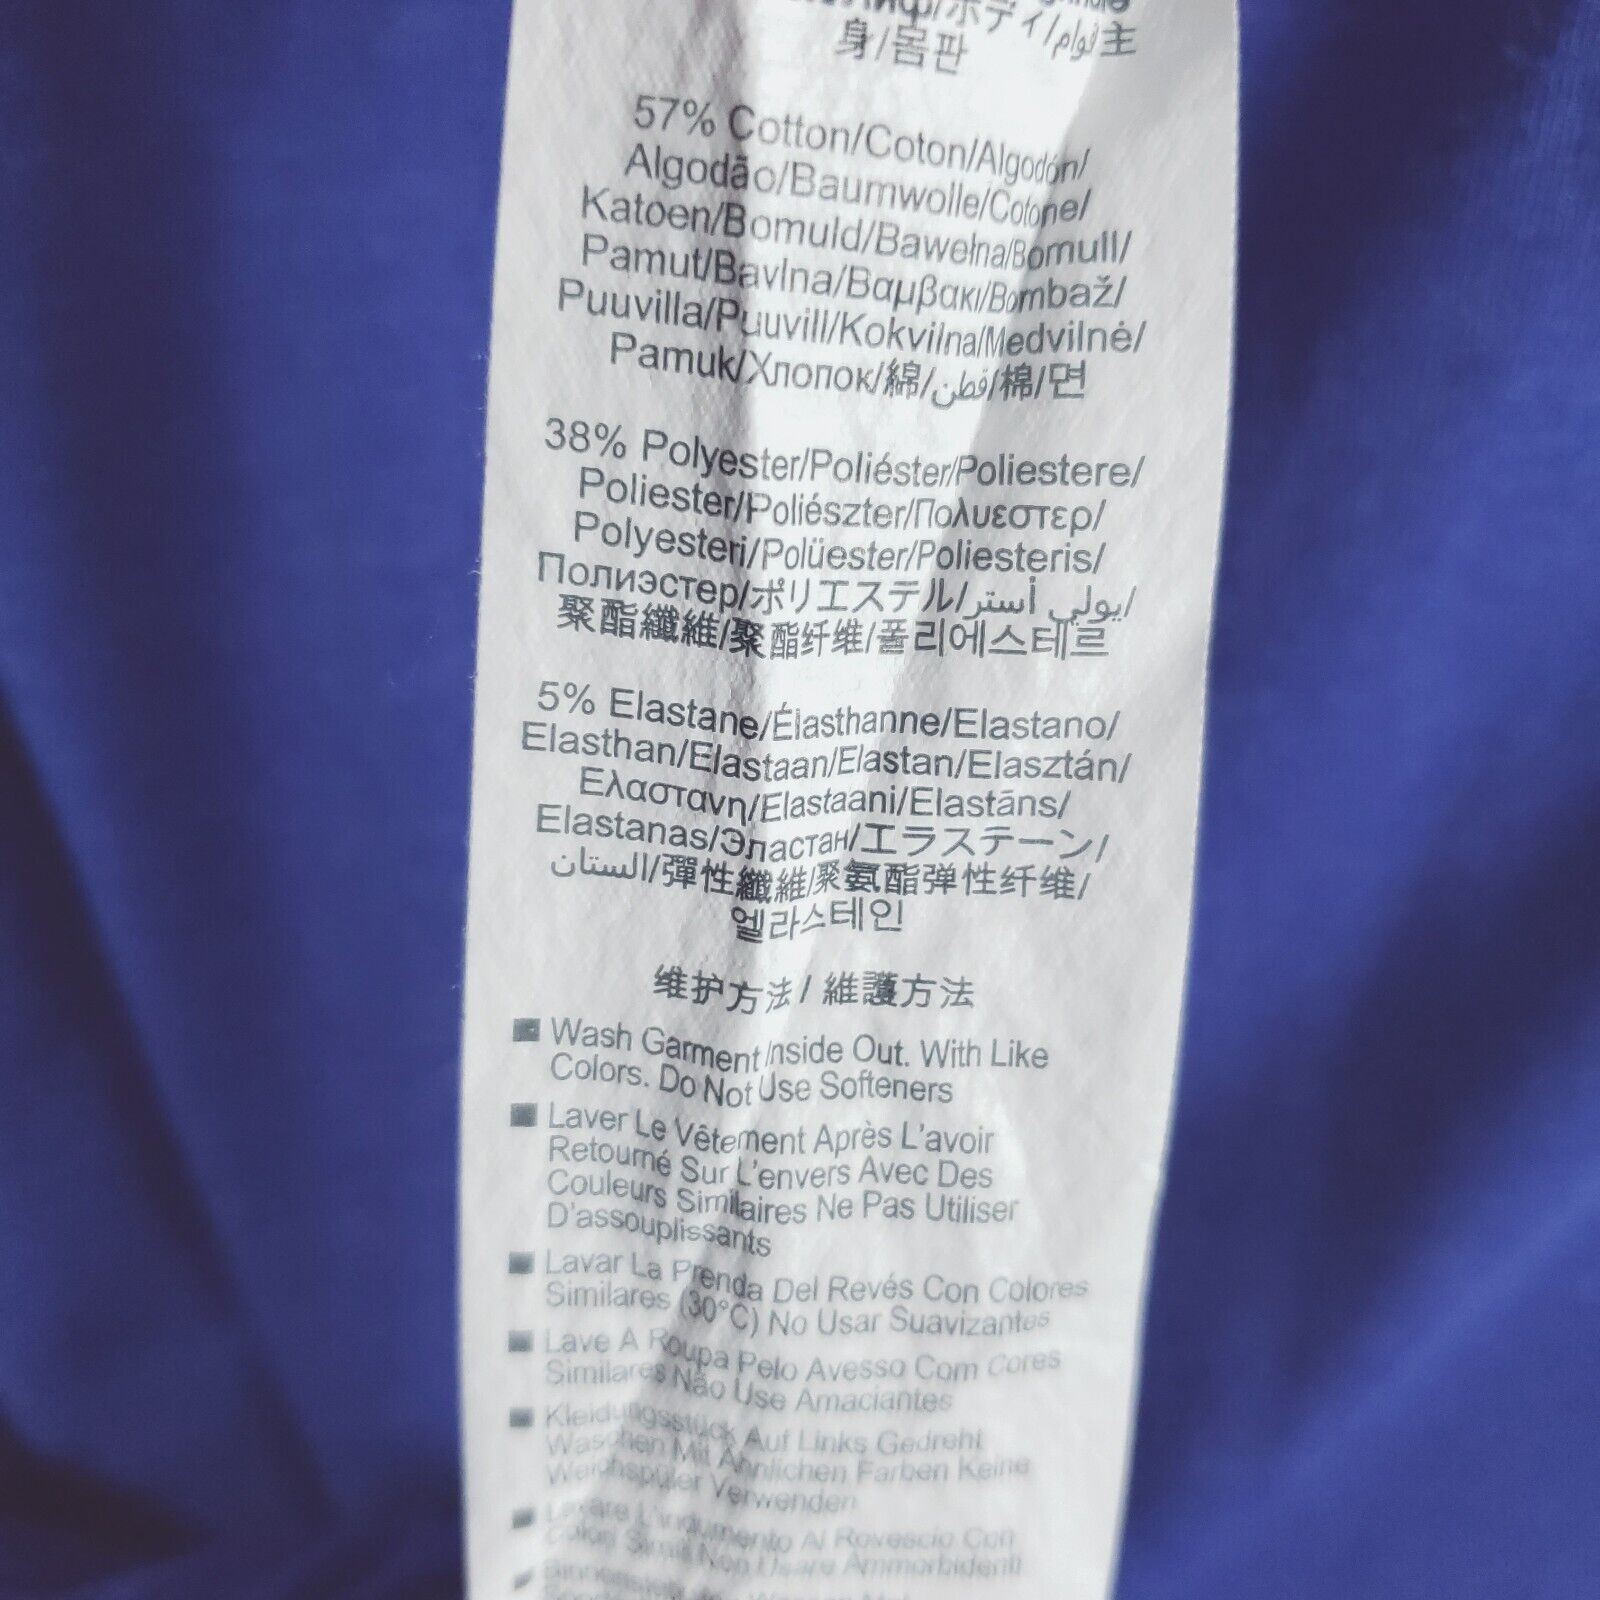 ホディ/قوام/主
身/몸판
57% Cotton/Coton/Algodón/
Algodão/Baumwolle/Cotone/
Katoen/Bomuld/Bawełna/Bomull/
Pamut/Bavlna/Βαμβακι/Bombaž/
Puuvilla/Puuvill/Kokvilna/Medvilnė/
Pamuk/Хлопок/綿/قطن/棉/면
38% Polyester/Poliéster/Poliestere/
Poliester/Poliészter/Πολυεστερ/
Polyesteri/Polüester/Poliesteris/
Полиэстер/ポリエステル/يولي أستر/
聚酯纖維/聚酯纤维/폴리에스테르
5% Elastane/Élasthanne/Elastano/
Elasthan/Elastaan/Elastan/Elasztán/
Ελαστανη/Elastaani/Elastāns/
Elastanas/Эластан/エラステーン/
الستان/彈性纖維/聚氨酯弹性纤维/
엘라스테인
维护方法/ 維護方法
Wash Garment Inside Out. With Like
Colors. Do Not Use Softeners
Laver Le Vêtement Après L'avoir
Retourné Sur L'envers Avec Des
Couleurs Similaires Ne Pas Utiliser
D'assouplissants
Lavar La Prenda Del Revés Con Colores
Similares (30°C) No Usar Suavizantes
Lave A Roupa Pelo Avesso Com Cores
Similares Não Use Amaciantes
Kleidungsstück Auf Links Gedreht
Waschen Mit Ähnlichen Farben Keine
Weichspüler Verwenden
Lavare L'indumento Al Rovescio Con
Colori Simili Non Usare Ammorbidenti